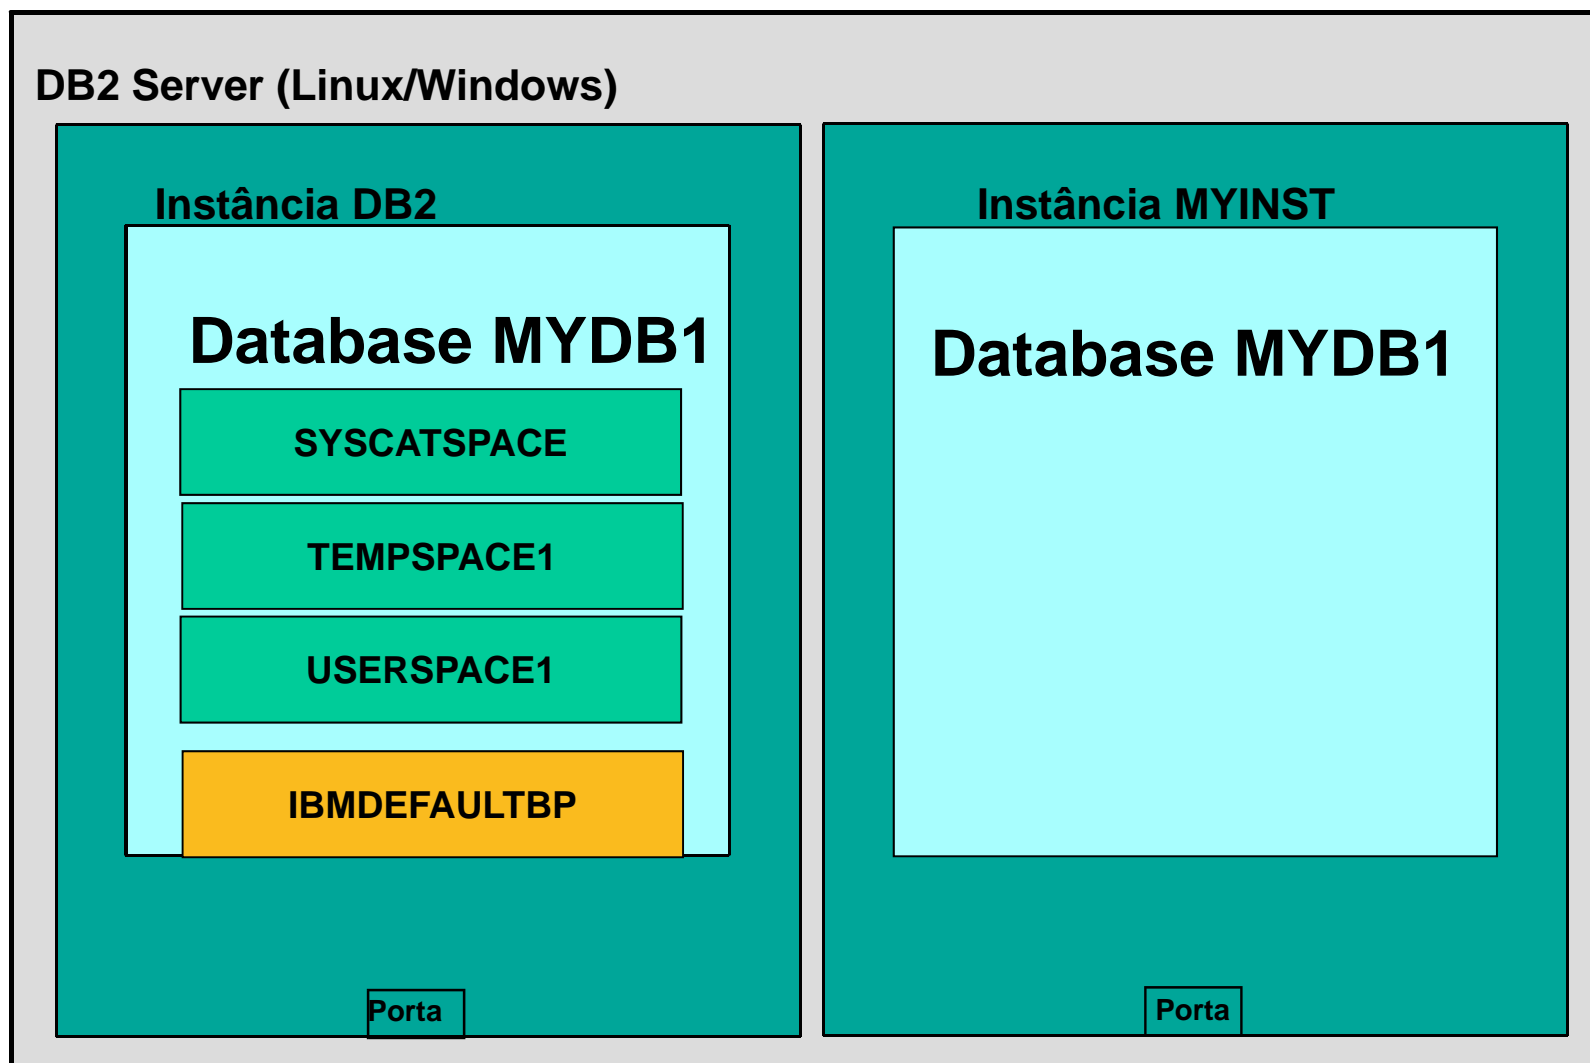 DB2 Server (Linux/Windows)
Instância DB2
Database MYDB1
SYSCATSPACE
TEMPSPACE1
USERSPACE1
IBMDEFAULTBP
Porta
Instância MYINST
Database MYDB1
Porta